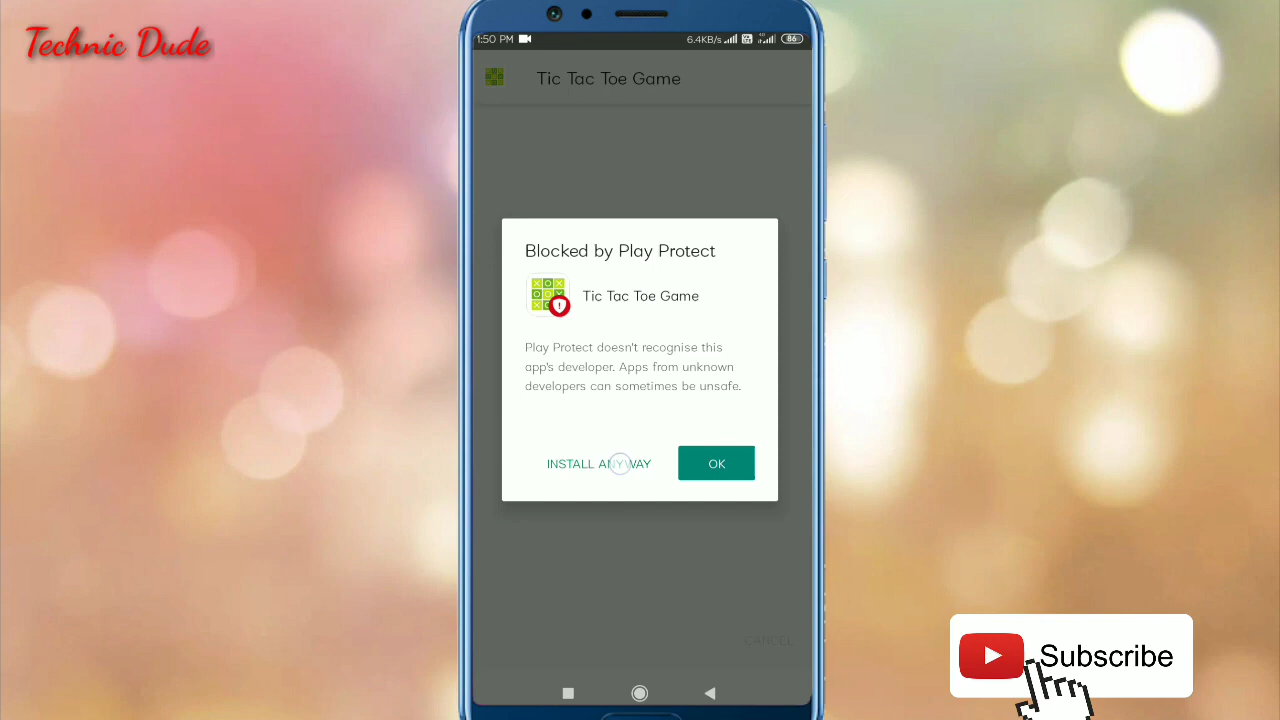 Technic Dude
1:50 PM
6.4KB/s
4G
86
Tic Tac Toe Game
Blocked by Play Protect
Tic Tac Toe Game
Play Protect doesn't recognise this
app's developer. Apps from unknown
developers can sometimes be unsafe.
INSTALL ANYWAY
OK
CANCEL
Subscribe